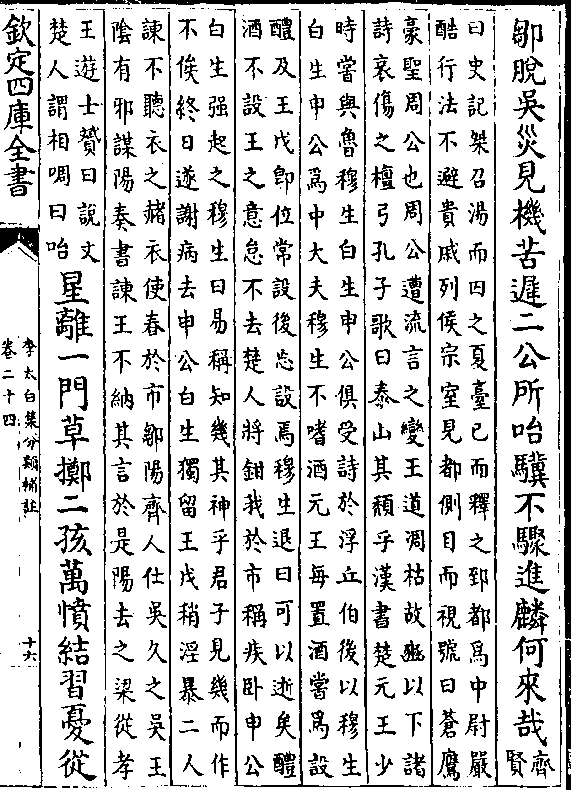 鄒脫吳災見機苦遲二公所咍驥不驟進麟何來哉齊賢
曰史記桀召湯而囚之夏臺已而釋之郅都為中尉嚴
酷行法不避貴戚列侯宗室見都側目而視號曰蒼鷹
豪聖周公也周公遭流言之變王道凋枯故豳以下諸
詩哀傷之檀弓孔子歌曰泰山其頹乎漢書楚元王少
時嘗與魯穆生白生申公俱受詩於浮丘伯後以穆生
白生申公為中大夫穆生不嗜酒元王每置酒嘗為設
醴及王戊卽位常設後忘設焉穆生退曰可以逝矣醴
酒不設王之意怠不去楚人將鉗我於市稱疾卧申公
白生强起之穆生曰易稱知幾其神乎君子見幾而作
不俟終日遂謝病去申公白生獨留王戊稍淫暴二人
諫不聽衣之赭衣使舂於市鄒陽齊人仕吳久之吳王
陰有邪謀陽奏書諫王不納其言於是陽去之梁從孝
王遊士贇曰說文
楚人謂相啁曰咍
星離一門草擲二孩萬憤結習憂從
欽定四庫全書
李太白集分類補註
卷二十四
十六